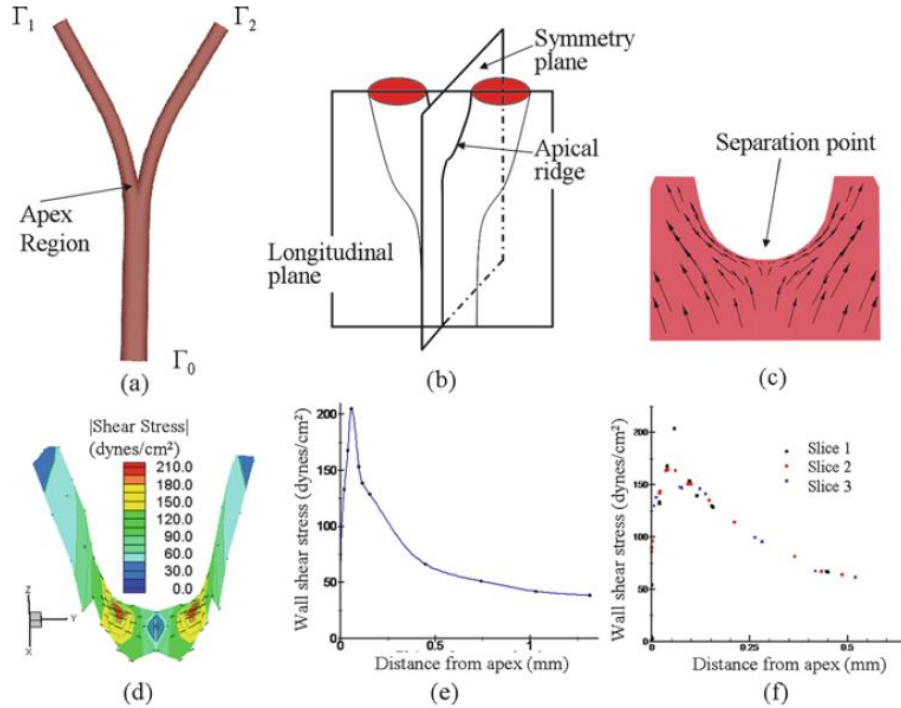 Γ1
Γ2
Apex
Region
Γ0
(a)
Symmetry
plane
Apical
ridge
Longitudinal
plane
(b)
Separation point
(c)
|Shear Stress|
(dynes/cm²)
210.0
180.0
150.0
120.0
90.0
60.0
30.0
0.0
Z
Y
X
(d)
Wall shear stress (dynes/cm²)
200
150
100
50
0
0
0.5
1
Distance from apex (mm)
(e)
Wall shear stress (dynes/cm²)
200
150
100
50
0
0
0.25
0.5
Slice 1
Slice 2
Slice 3
Distance from apex (mm)
(f)